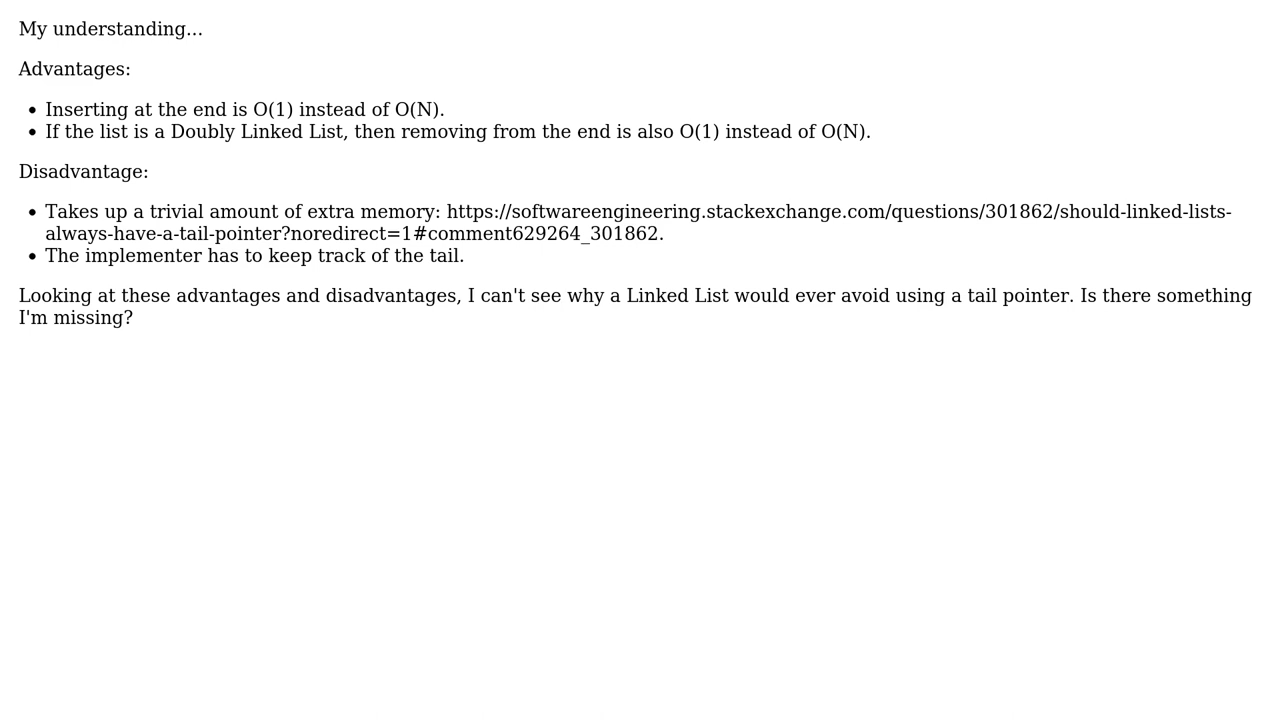 My understanding...
Advantages:
• Inserting at the end is O(1) instead of O(N).
• If the list is a Doubly Linked List, then removing from the end is also O(1) instead of O(N).
Disadvantage:
• Takes up a trivial amount of extra memory: https://softwareengineering.stackexchange.com/questions/301862/should-linked-lists-
always-have-a-tail-pointer?noredirect=1#comment629264_301862.
• The implementer has to keep track of the tail.
Looking at these advantages and disadvantages, I can't see why a Linked List would ever avoid using a tail pointer. Is there something
I'm missing?